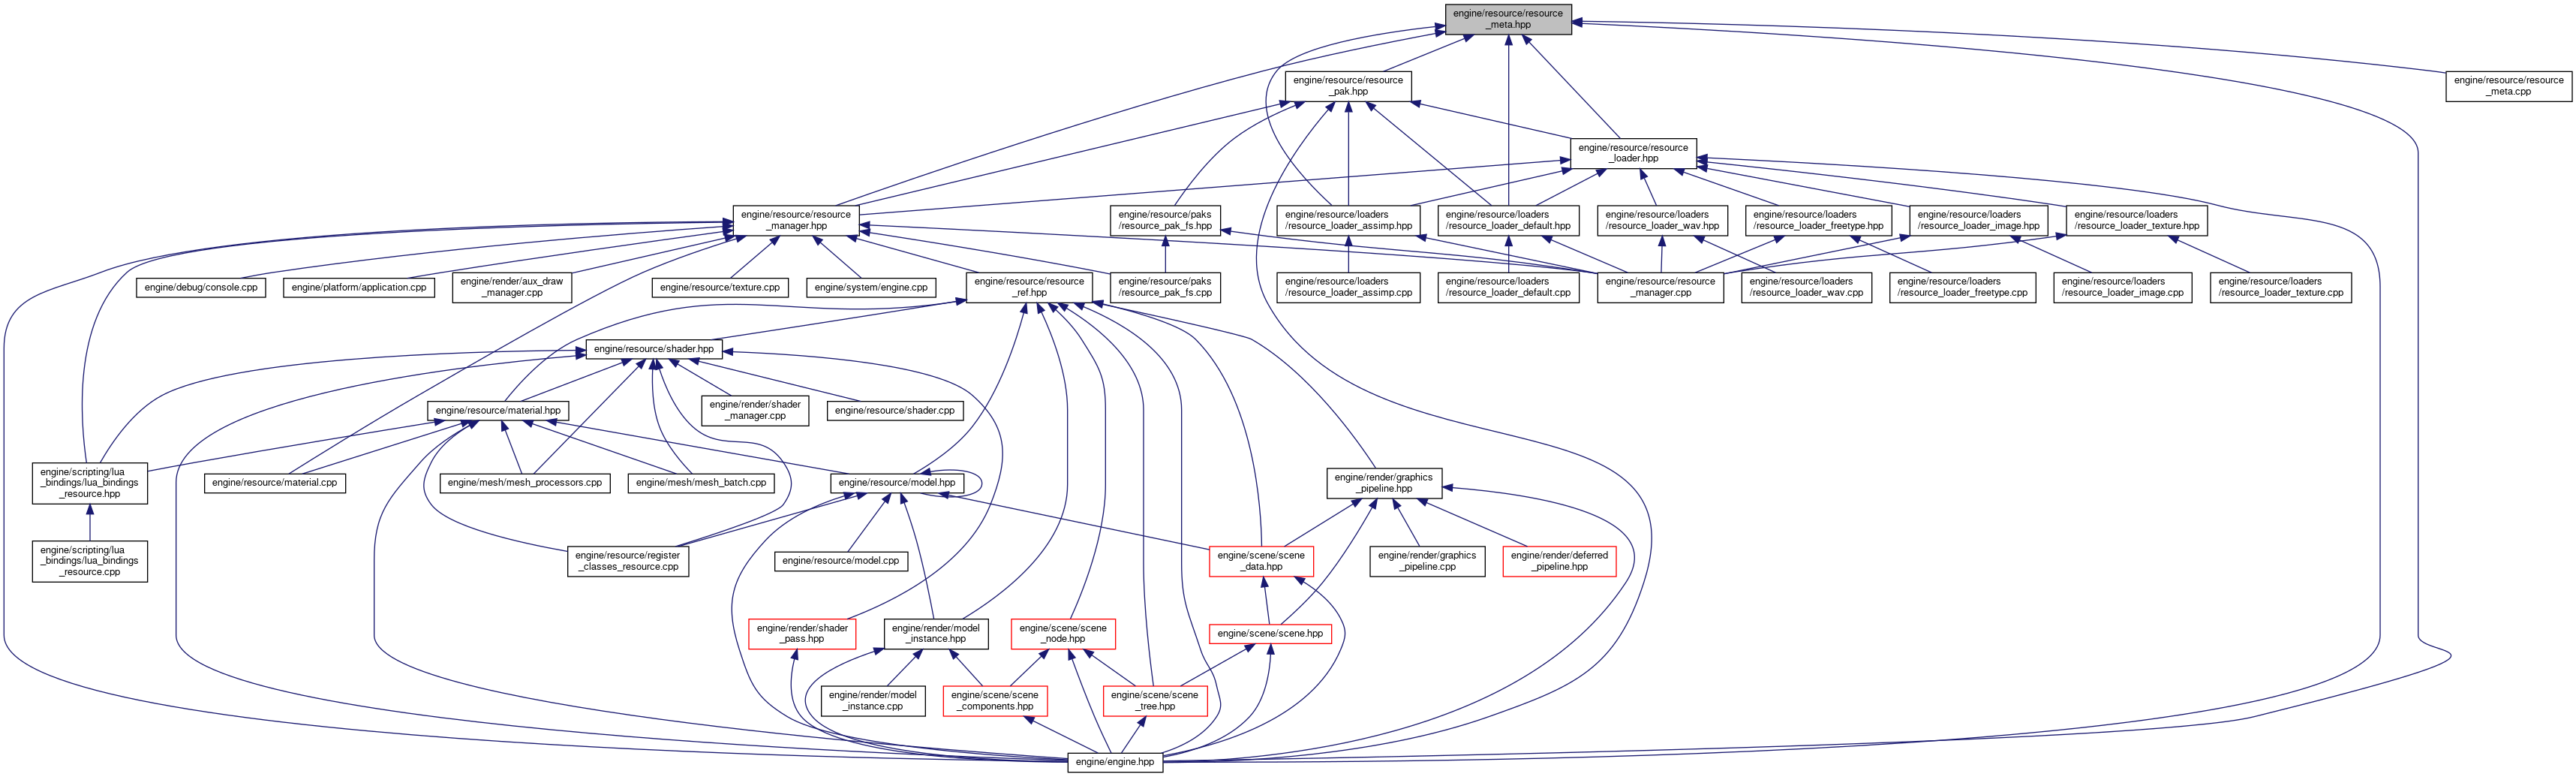 engine/resource/resource
_meta.hpp
engine/resource/resource
_pak.hpp
engine/resource/resource
_meta.cpp
engine/resource/resource
_loader.hpp
engine/resource/resource
_manager.hpp
engine/resource/paks
/resource_pak_fs.hpp
engine/resource/loaders
/resource_loader_assimp.hpp
engine/resource/loaders
/resource_loader_default.hpp
engine/resource/loaders
/resource_loader_wav.hpp
engine/resource/loaders
/resource_loader_freetype.hpp
engine/resource/loaders
/resource_loader_image.hpp
engine/resource/loaders
/resource_loader_texture.hpp
engine/debug/console.cpp
engine/platform/application.cpp
engine/render/aux_draw
_manager.cpp
engine/resource/texture.cpp
engine/system/engine.cpp
engine/resource/resource
_ref.hpp
engine/resource/paks
/resource_pak_fs.cpp
engine/resource/loaders
/resource_loader_assimp.cpp
engine/resource/loaders
/resource_loader_default.cpp
engine/resource/resource
_manager.cpp
engine/resource/loaders
/resource_loader_wav.cpp
engine/resource/loaders
/resource_loader_freetype.cpp
engine/resource/loaders
/resource_loader_image.cpp
engine/resource/loaders
/resource_loader_texture.cpp
engine/resource/shader.hpp
engine/resource/material.hpp
engine/render/shader
_manager.cpp
engine/resource/shader.cpp
engine/scripting/lua
_bindings/lua_bindings
_resource.hpp
engine/resource/material.cpp
engine/mesh/mesh_processors.cpp
engine/mesh/mesh_batch.cpp
engine/resource/model.hpp
engine/render/graphics
_pipeline.hpp
engine/scripting/lua
_bindings/lua_bindings
_resource.cpp
engine/resource/register
_classes_resource.cpp
engine/resource/model.cpp
engine/scene/scene
_data.hpp
engine/render/graphics
_pipeline.cpp
engine/render/deferred
_pipeline.hpp
engine/render/shader
_pass.hpp
engine/render/model
_instance.hpp
engine/scene/scene
_node.hpp
engine/scene/scene.hpp
engine/render/model
_instance.cpp
engine/scene/scene
_components.hpp
engine/scene/scene
_tree.hpp
engine/engine.hpp